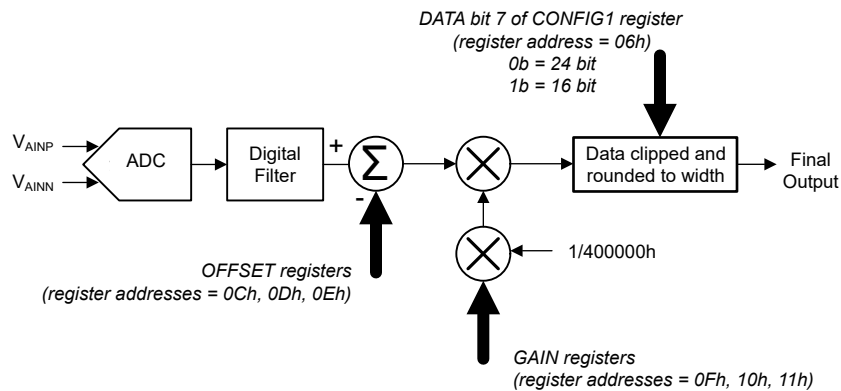 DATA bit 7 of CONFIG1 register
(register address = 06h)
0b = 24 bit
1b = 16 bit
VAINP
VAINN
ADC
Digital
Filter
+
Σ
-
Data clipped and
rounded to width
Final
Output
OFFSET registers
(register addresses = 0Ch, 0Dh, 0Eh)
1/400000h
GAIN registers
(register addresses = 0Fh, 10h, 11h)